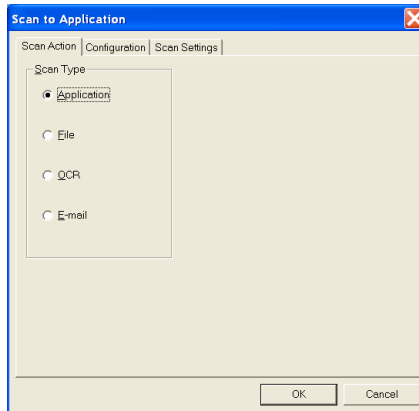 Scan to Application
Scan Action Configuration Scan Settings
Scan Type
Application
File
OCR
E-mail
OK Cancel